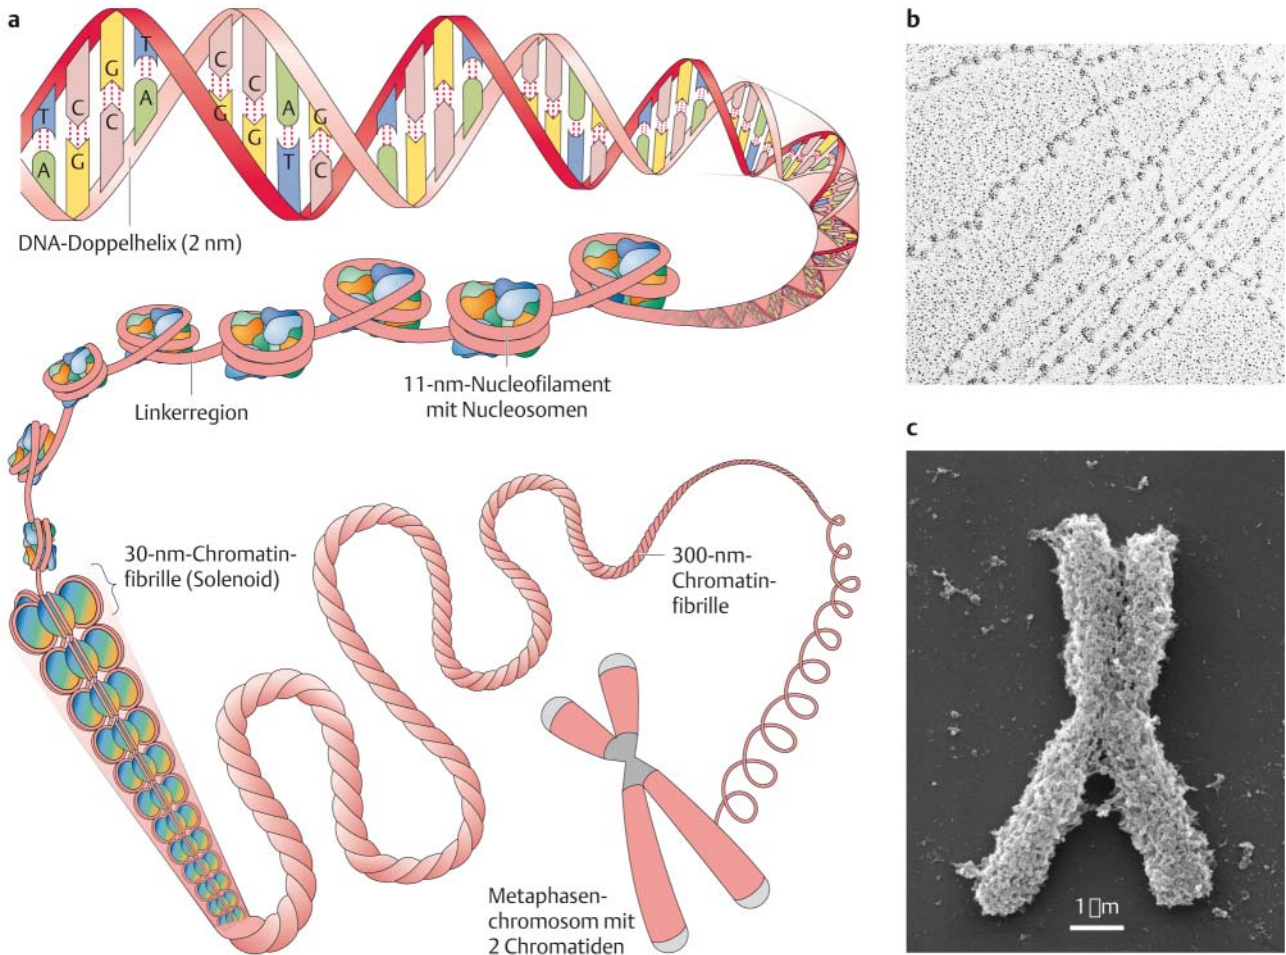 a
T
C
G
T
C
C
A
G
A
G
C
A
G
G
T
C
DNA-Doppelhelix (2 nm)
11-nm-Nucleofilament
mit Nucleosomen
Linkerregion
30-nm-Chromatin-
fibrille (Solenoid)
300-nm-
Chromatin-
fibrille
Metaphasen-
chromosom mit
2 Chromatiden
b
c
1 �m